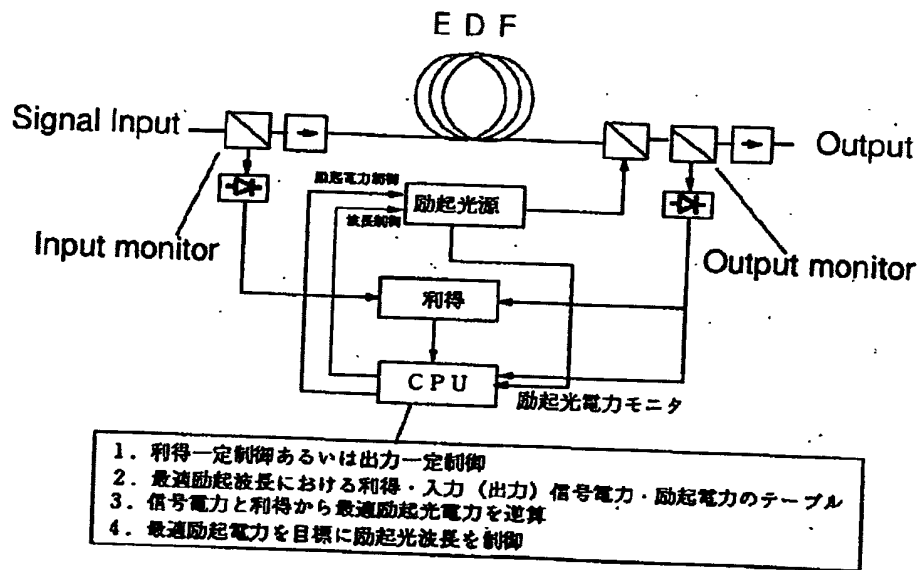 EDF
Signal Input
Output
励起電力制御
励起光源
波長制御
Input monitor
Output monitor
利得
CPU
励起光電力モニタ
1. 利得一定制御あるいは出力一定制御
2. 最適励起波長における利得・入力（出力）信号電力・励起電力のテーブル
3. 信号電力と利得から最適励起光電力を逆算
4. 最適励起電力を目標に励起光波長を制御